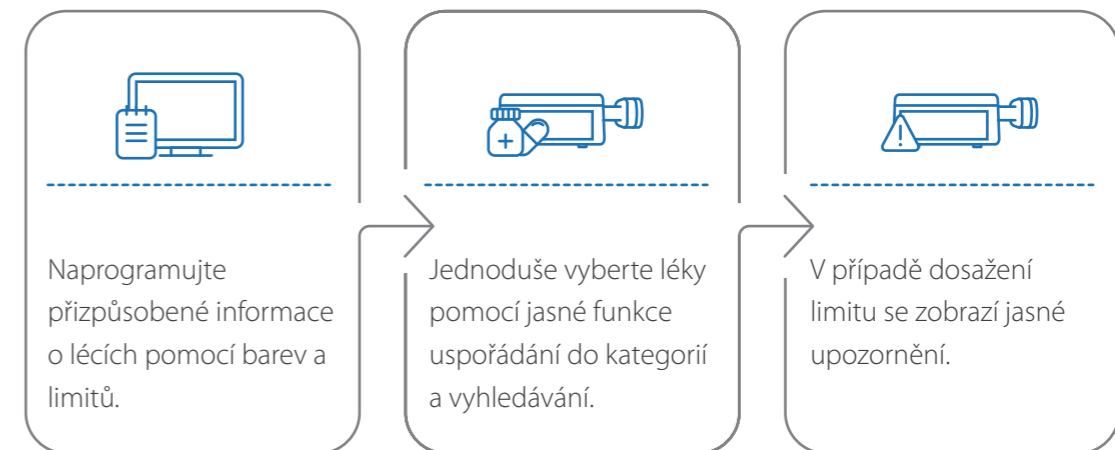 Naprogramujte
přizpůsobené informace
o lécích pomocí barev a
limitů.
Jednoduše vyberte léky
pomocí jasné funkce
uspořádání do kategorií
a vyhledávání.
V případě dosažení
limitu se zobrazí jasné
upozornění.